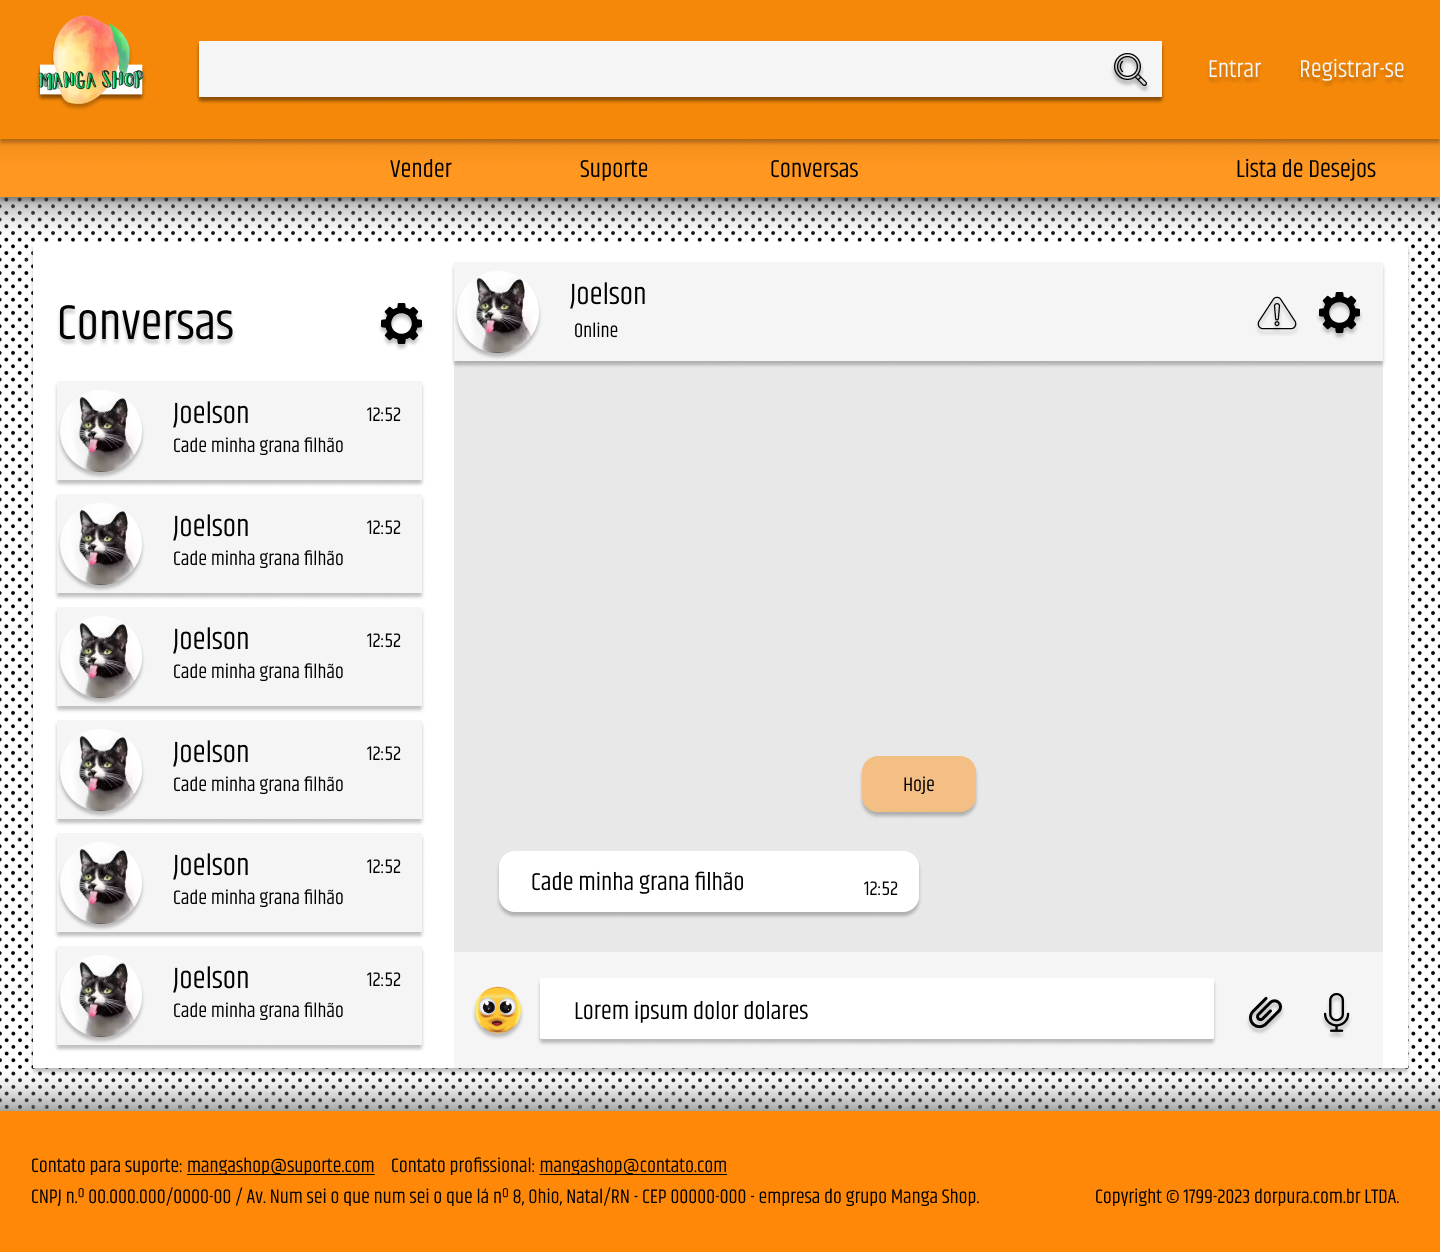 MANGA SHOP
Entrar
Registrar-se
Vender
Suporte
Conversas
Lista de Desejos
Conversas
Joelson
12:52
Cade minha grana filhão
Joelson
12:52
Cade minha grana filhão
Joelson
12:52
Cade minha grana filhão
Joelson
12:52
Cade minha grana filhão
Joelson
12:52
Cade minha grana filhão
Joelson
12:52
Cade minha grana filhão
Joelson
Online
Hoje
Cade minha grana filhão
12:52
Lorem ipsum dolor dolares
Contato para suporte: mangashop@suporte.com Contato profissional: mangashop@contato.com
CNPJ n.º 00.000.000/0000-00 / Av. Num sei o que num sei o que lá nº 8, Ohio, Natal/RN - CEP 00000-000 - empresa do grupo Manga Shop.
Copyright © 1799-2023 dorpura.com.br LTDA.